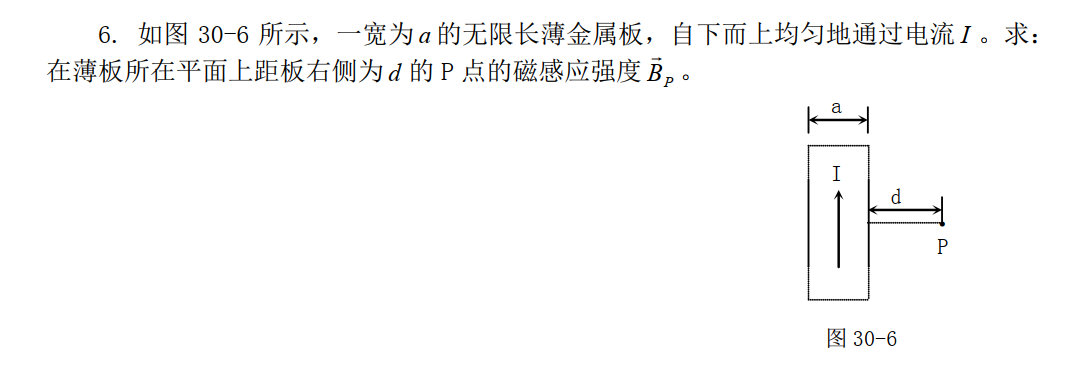 6. 如图 30-6 所示，一宽为 a 的无限长薄金属板，自下而上均匀地通过电流 I 。求：
在薄板所在平面上距板右侧为 d 的 P 点的磁感应强度 $\vec{B}_P$ 。
a
I
d
P
图 30-6